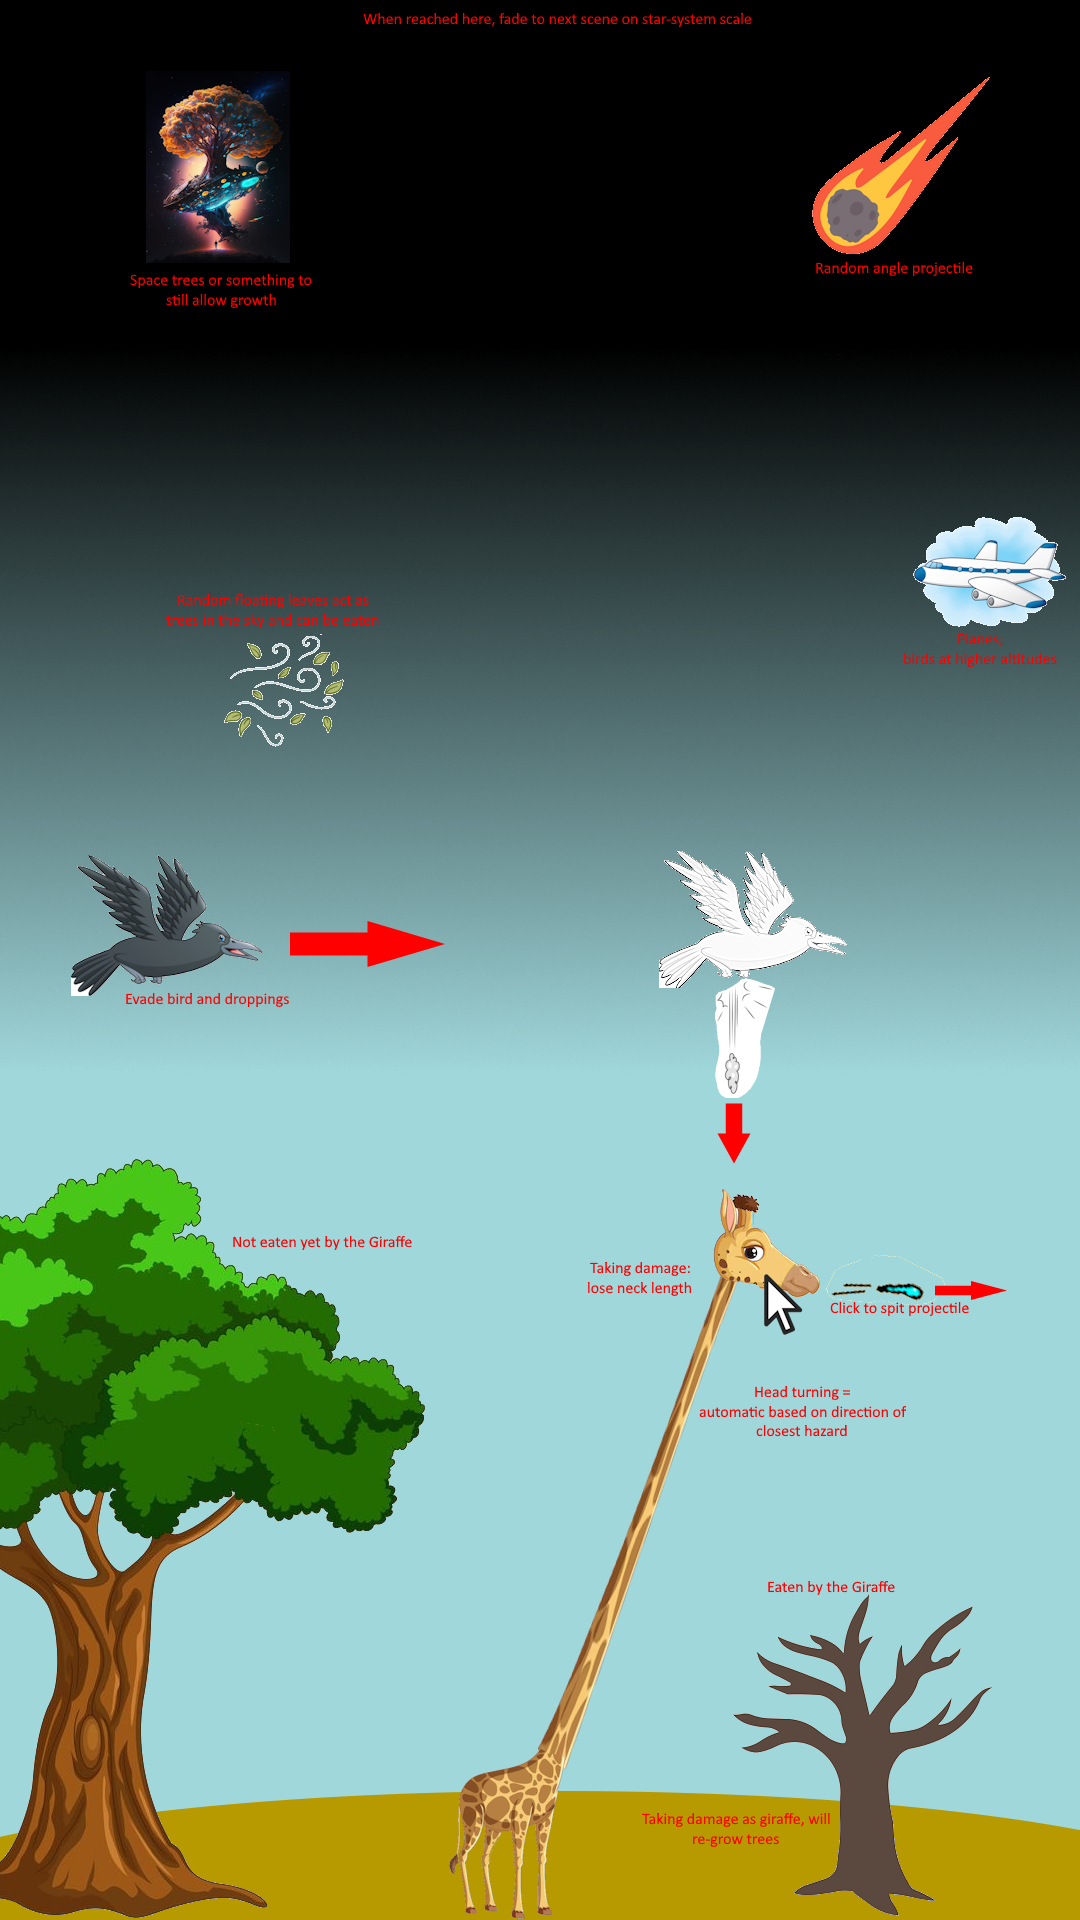 When reached here, fade to next scene on star-system scale
Space trees or something to
still allow growth
Random angle projectile
Random floating leaves act as
trees in the sky and can be eaten
Planes;
birds at higher altitudes
Evade bird and droppings
Not eaten yet by the Giraffe
Taking damage:
lose neck length
Click to spit projectile
Head turning =
automatic based on direction of
closest hazard
Eaten by the Giraffe
Taking damage as giraffe, will
re-grow trees